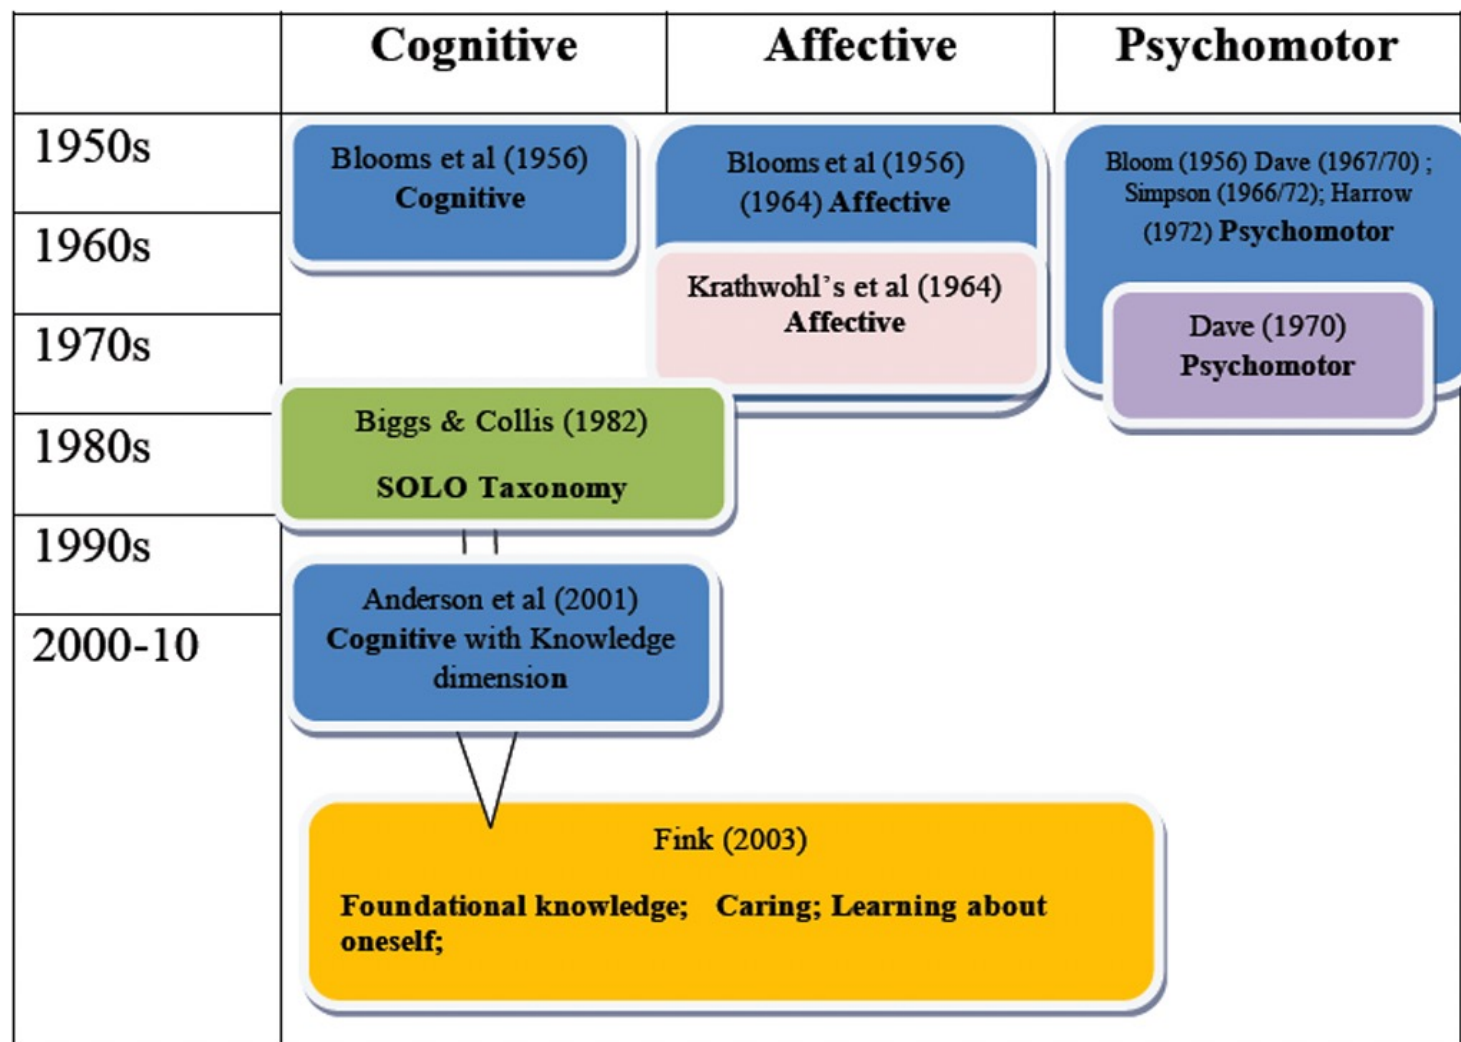 Cognitive
Affective
Psychomotor
1950s
1960s
1970s
1980s
1990s
2000-10
Blooms et al (1956)
Cognitive
Blooms et al (1956)
(1964) Affective
Krathwohl’s et al (1964)
Affective
Bloom (1956) Dave (1967/70) ;
Simpson (1966/72); Harrow
(1972) Psychomotor
Dave (1970)
Psychomotor
Biggs & Collis (1982)
SOLO Taxonomy
Anderson et al (2001)
Cognitive with Knowledge
dimension
Fink (2003)
Foundational knowledge; Caring; Learning about
oneself;